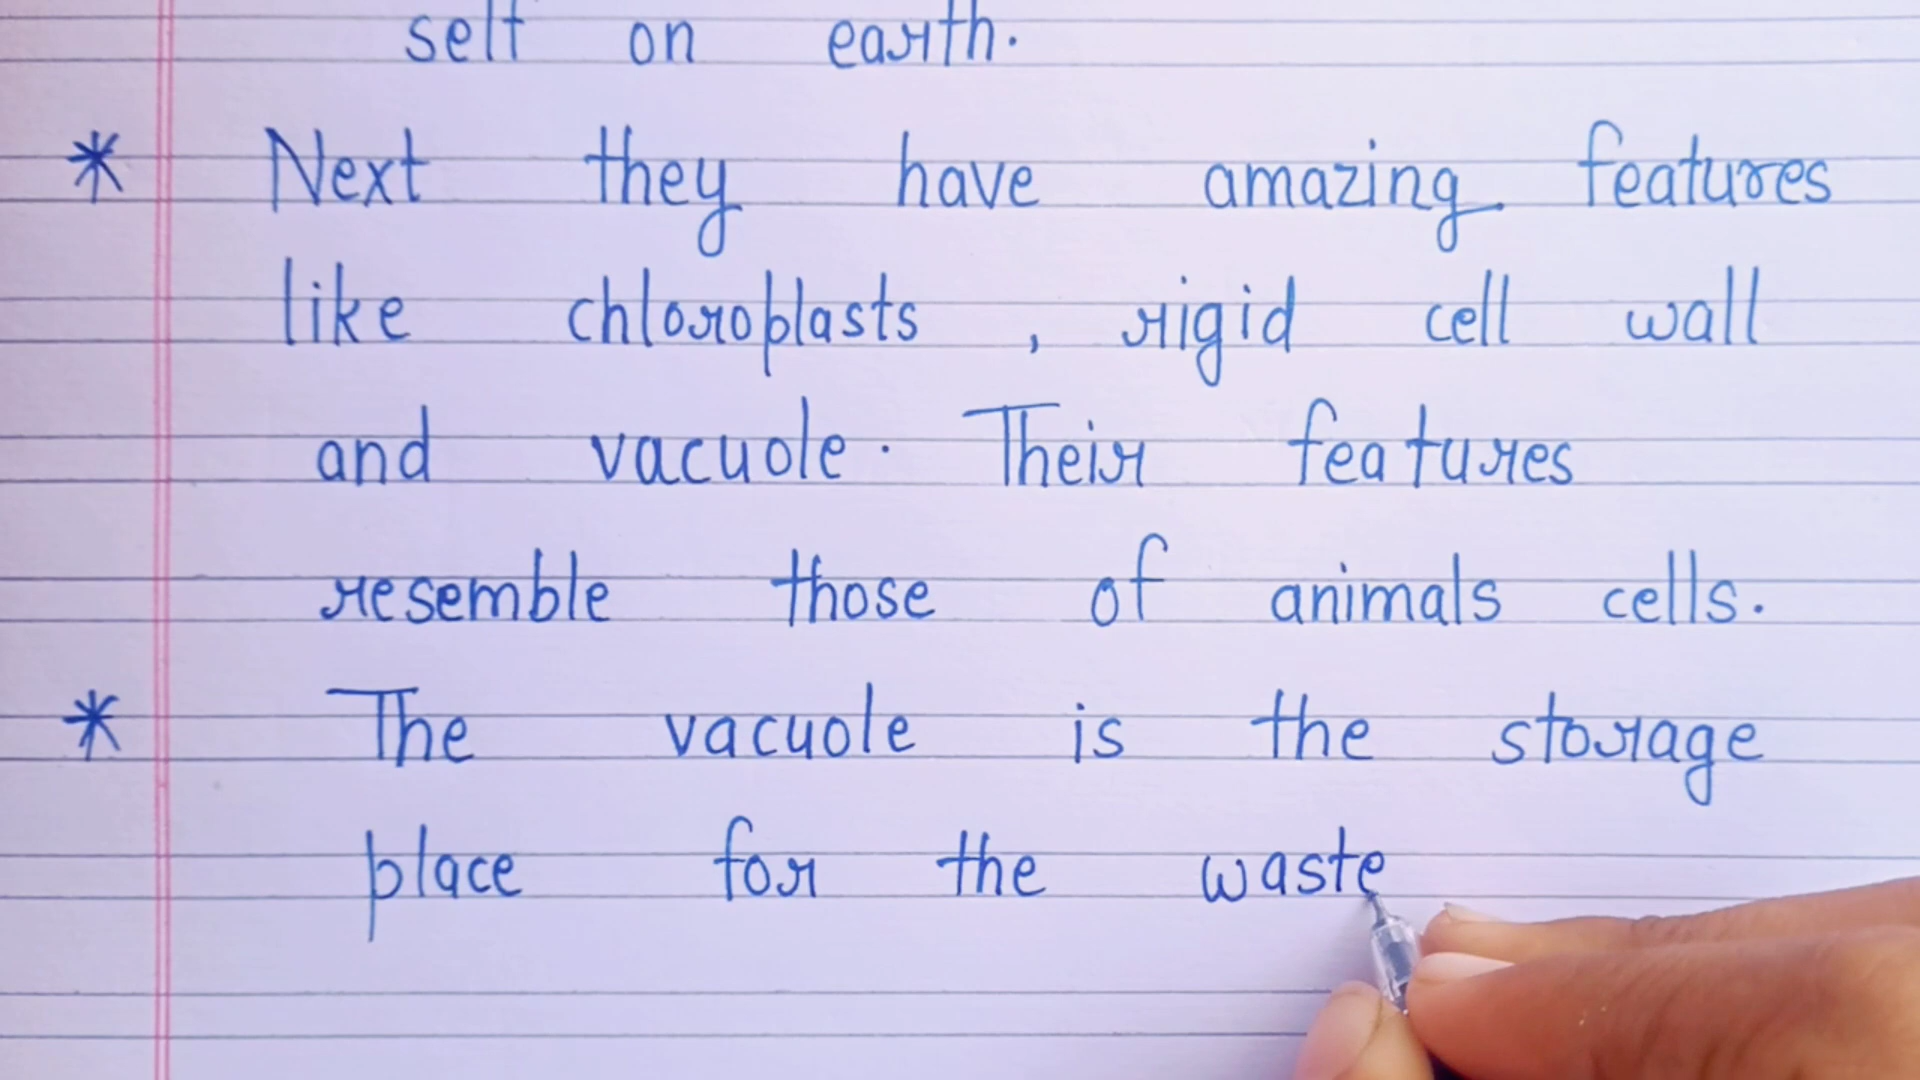 self on earth.
* Next they have amazing features
like chloroplasts , rigid cell wall
and vacuole. Their features
resemble those of animals cells.
* The vacuole is the storage
place for the waste